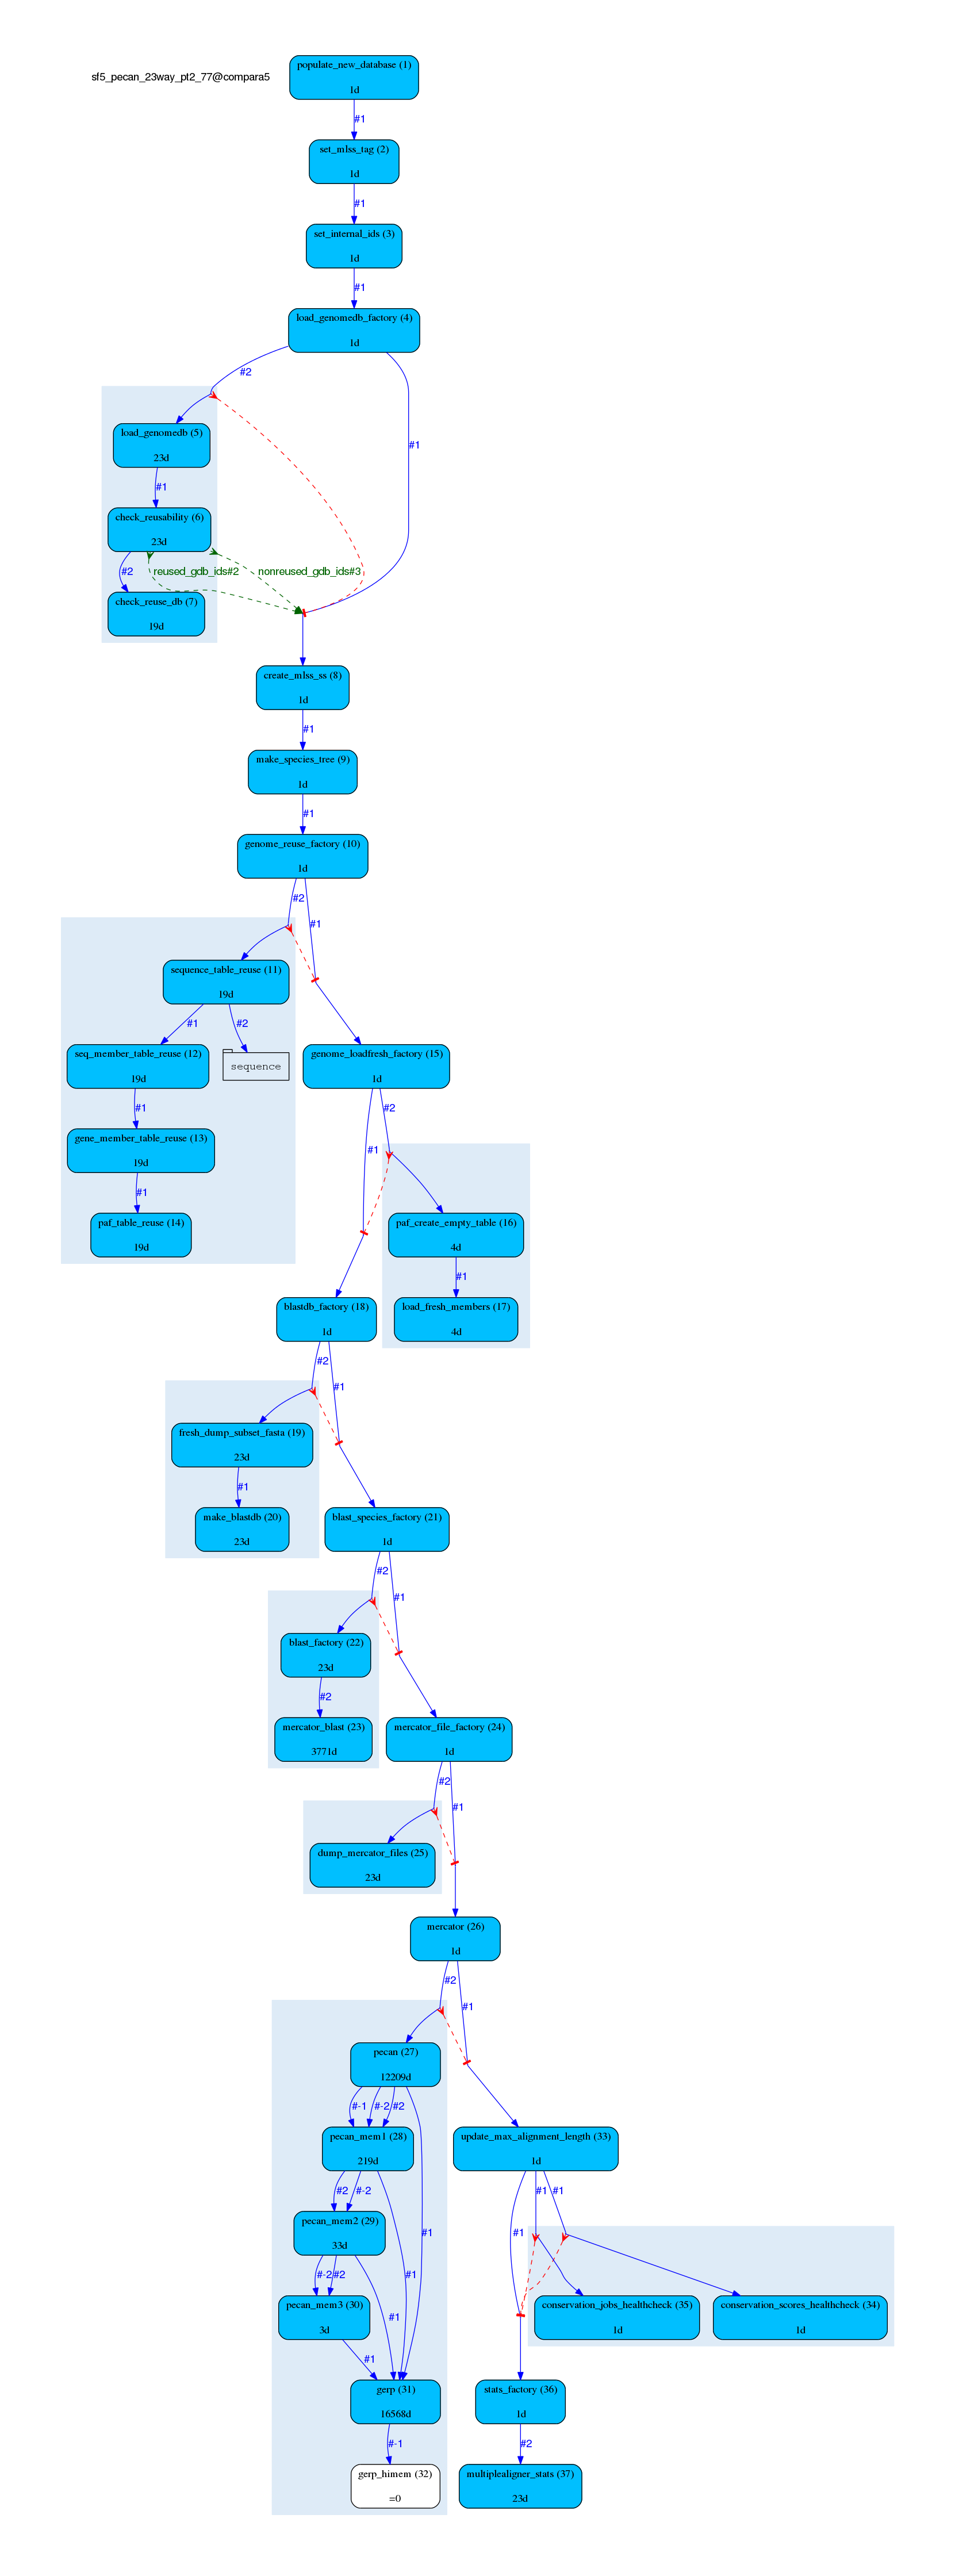 sf5_pecan_23way_pt2_77@compara5
populate_new_database (1)
1d
#1
set_mlss_tag (2)
1d
#1
set_internal_ids (3)
1d
#1
load_genomedb_factory (4)
1d
#2
#1
load_genomedb (5)
23d
#1
check_reusability (6)
23d
#2
reused_gdb_ids#2
nonreused_gdb_ids#3
check_reuse_db (7)
19d
create_mlss_ss (8)
1d
#1
make_species_tree (9)
1d
#1
genome_reuse_factory (10)
1d
#2
#1
sequence_table_reuse (11)
19d
#1
#2
seq_member_table_reuse (12)
19d
sequence
genome_loadfresh_factory (15)
1d
#1
#2
#1
gene_member_table_reuse (13)
19d
#1
paf_table_reuse (14)
19d
paf_create_empty_table (16)
4d
#1
blastdb_factory (18)
1d
load_fresh_members (17)
4d
#2
#1
fresh_dump_subset_fasta (19)
23d
#1
make_blastdb (20)
23d
blast_species_factory (21)
1d
#2
#1
blast_factory (22)
23d
#2
mercator_blast (23)
3771d
mercator_file_factory (24)
1d
#2
#1
dump_mercator_files (25)
23d
mercator (26)
1d
#2
#1
pecan (27)
12209d
#-1
#-2
#2
#1
pecan_mem1 (28)
219d
update_max_alignment_length (33)
1d
#2
#-2
#1
#1
#1
#1
pecan_mem2 (29)
33d
#-2
#2
#1
pecan_mem3 (30)
3d
conservation_jobs_healthcheck (35)
1d
conservation_scores_healthcheck (34)
1d
#1
gerp (31)
16568d
stats_factory (36)
1d
#-1
#2
gerp_himem (32)
=0
multiplealigner_stats (37)
23d